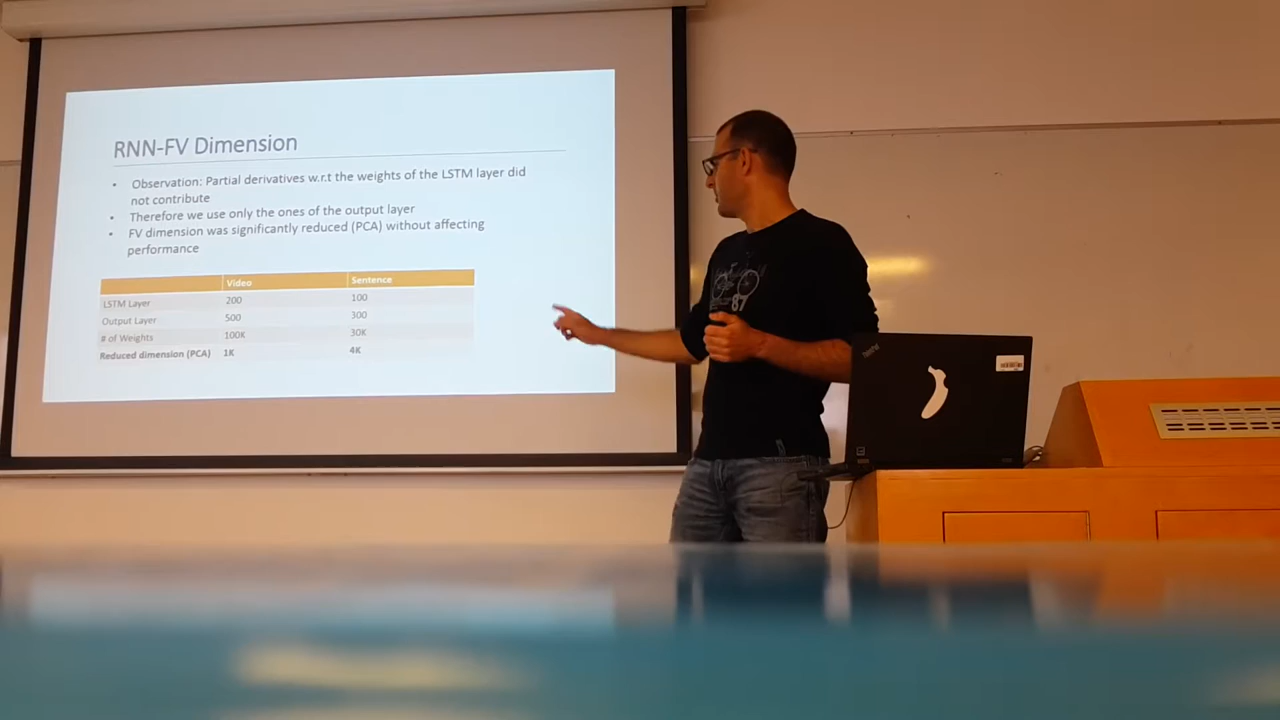 RNN-FV Dimension
• Observation: Partial derivatives w.r.t the weights of the LSTM layer did
not contribute
• Therefore we use only the ones of the output layer
• FV dimension was significantly reduced (PCA) without affecting
performance
Video Sentence
LSTM Layer 200 100
Output Layer 500 300
# of Weights 100K 30K
Reduced dimension (PCA) 1K 4K
87
ThinkPad